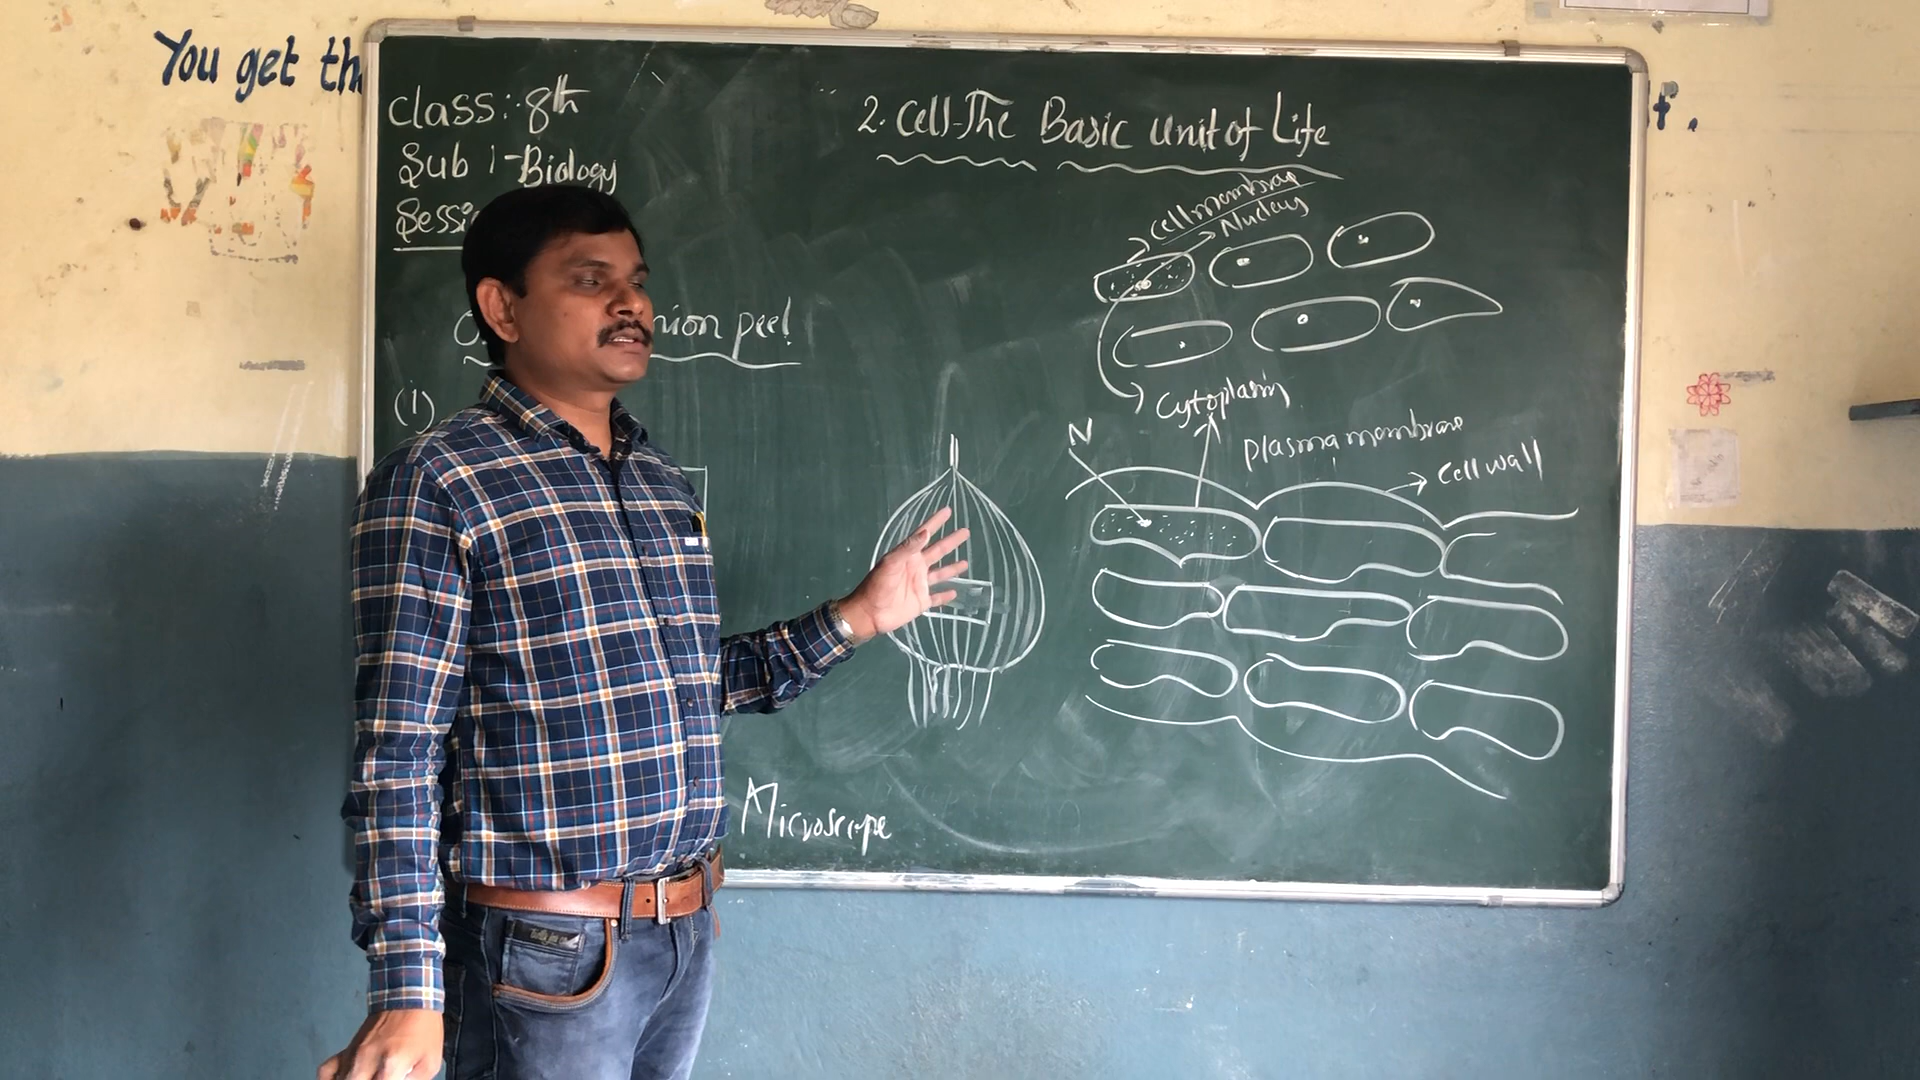 You get th
class: 8th
2. Cell-The Basic Unit of Life
Sub :- Biology
Sessi
Cell membrane
Nucleus
nion peel
(i)
Cytoplasm
N
plasma membrane
Cell wall
Microscope